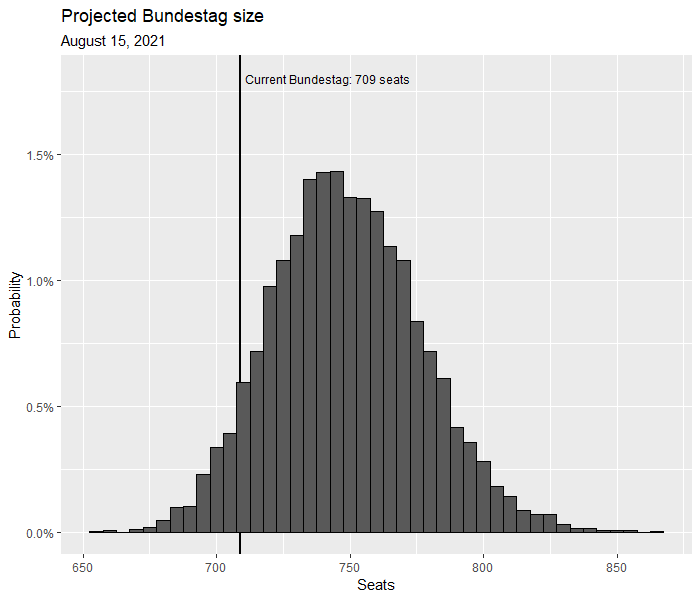 Projected Bundestag size
August 15, 2021
Current Bundestag: 709 seats
1.5%
1.0%
0.5%
0.0%
Probability
650 700 750 800 850
Seats